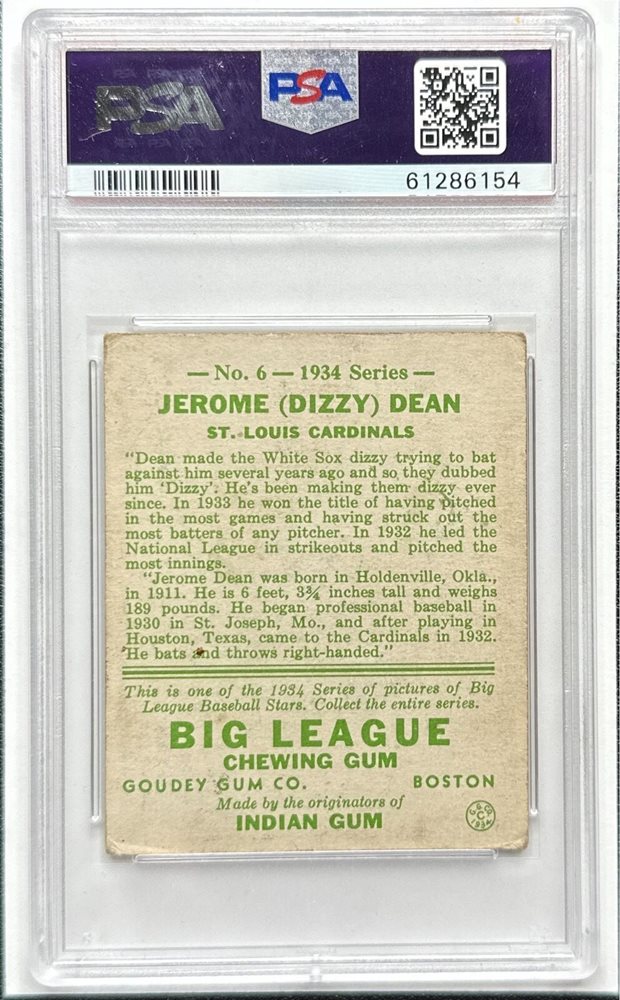 PSA
PSA
61286154
— No. 6 — 1934 Series —
JEROME (DIZZY) DEAN
ST. LOUIS CARDINALS
"Dean made the White Sox dizzy trying to bat
against him several years ago and so they dubbed
him 'Dizzy'. He's been making them dizzy ever
since. In 1933 he won the title of having pitched
in the most games and having struck out the
most batters of any pitcher. In 1932 he led the
National League in strikeouts and pitched the
most innings.
"Jerome Dean was born in Holdenville, Okla.,
in 1911. He is 6 feet, 3¾ inches tall and weighs
189 pounds. He began professional baseball in
1930 in St. Joseph, Mo., and after playing in
Houston, Texas, came to the Cardinals in 1932.
He bats and throws right-handed."
This is one of the 1934 Series of pictures of Big
League Baseball Stars. Collect the entire series.
BIG LEAGUE
CHEWING GUM
GOUDEY GUM CO. BOSTON
Made by the originators of
INDIAN GUM
G. G. Co.
C
1934